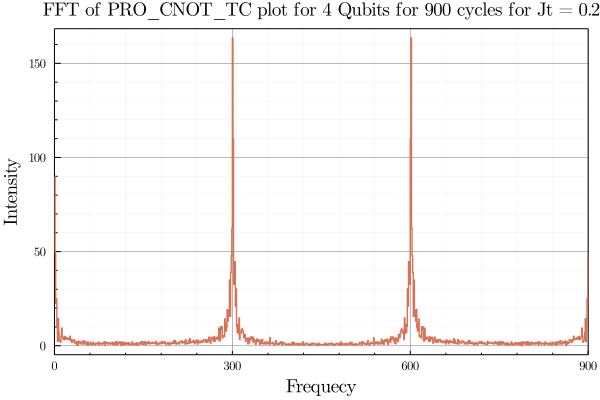 FFT of PRO_CNOT_TC plot for 4 Qubits for 900 cycles for Jt = 0.2
150
100
50
0
Intensity
0 300 600 900
Frequecy